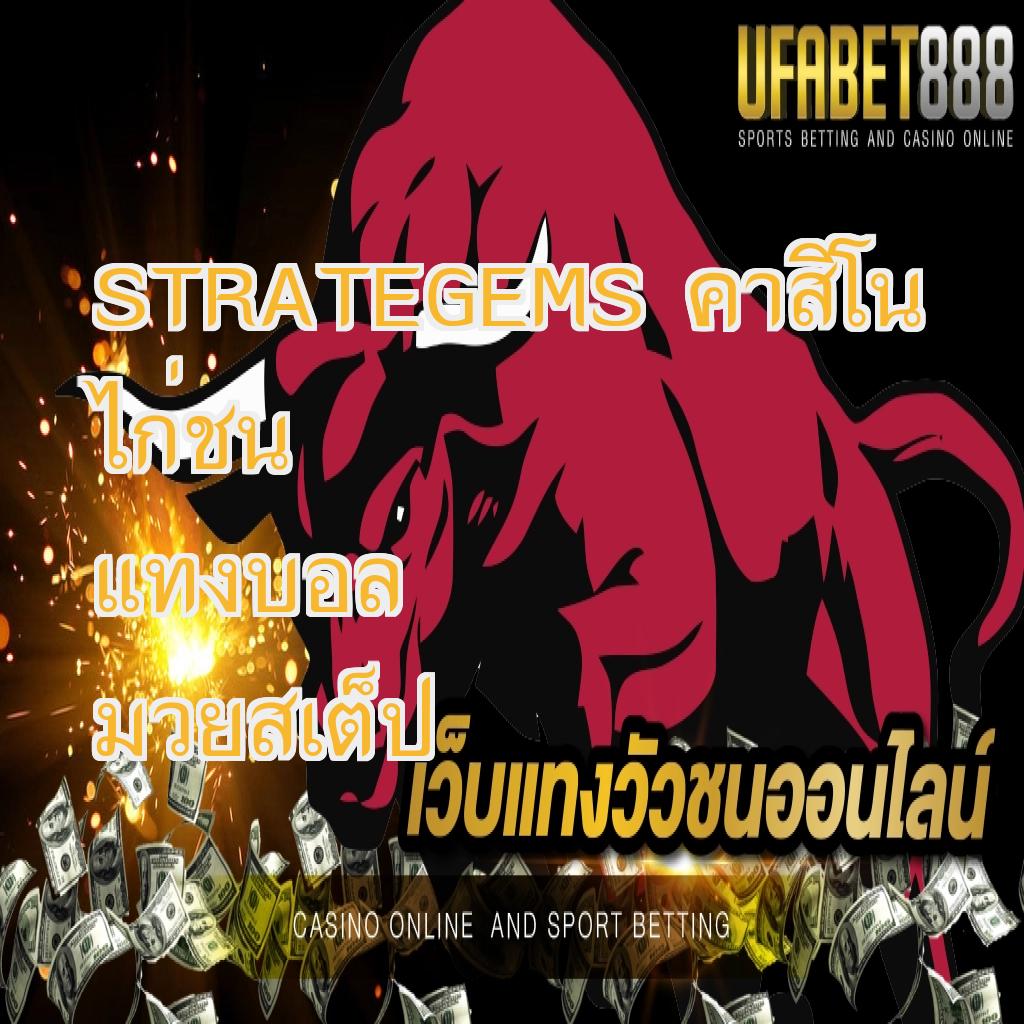 UFABET888
SPORTS BETTING AND CASINO ONLINE
STRATEGEMS คาสิโน
ไก่ชน
แทงบอล
มวยสเต็ป
เว็บแทงวัวชนออนไลน์
CASINO ONLINE AND SPORT BETTING